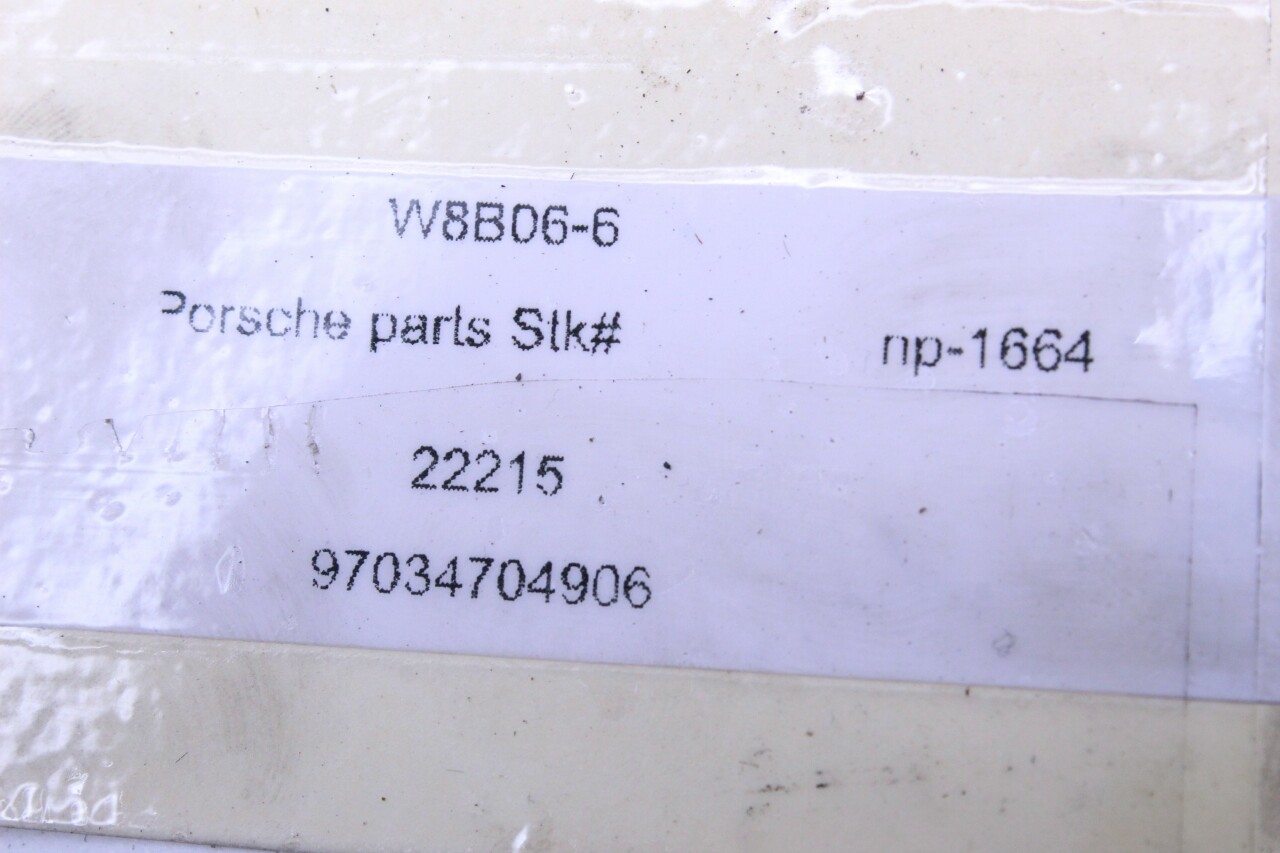 W8B06-6
Porsche parts Stk# np-1664
22215
97034704906